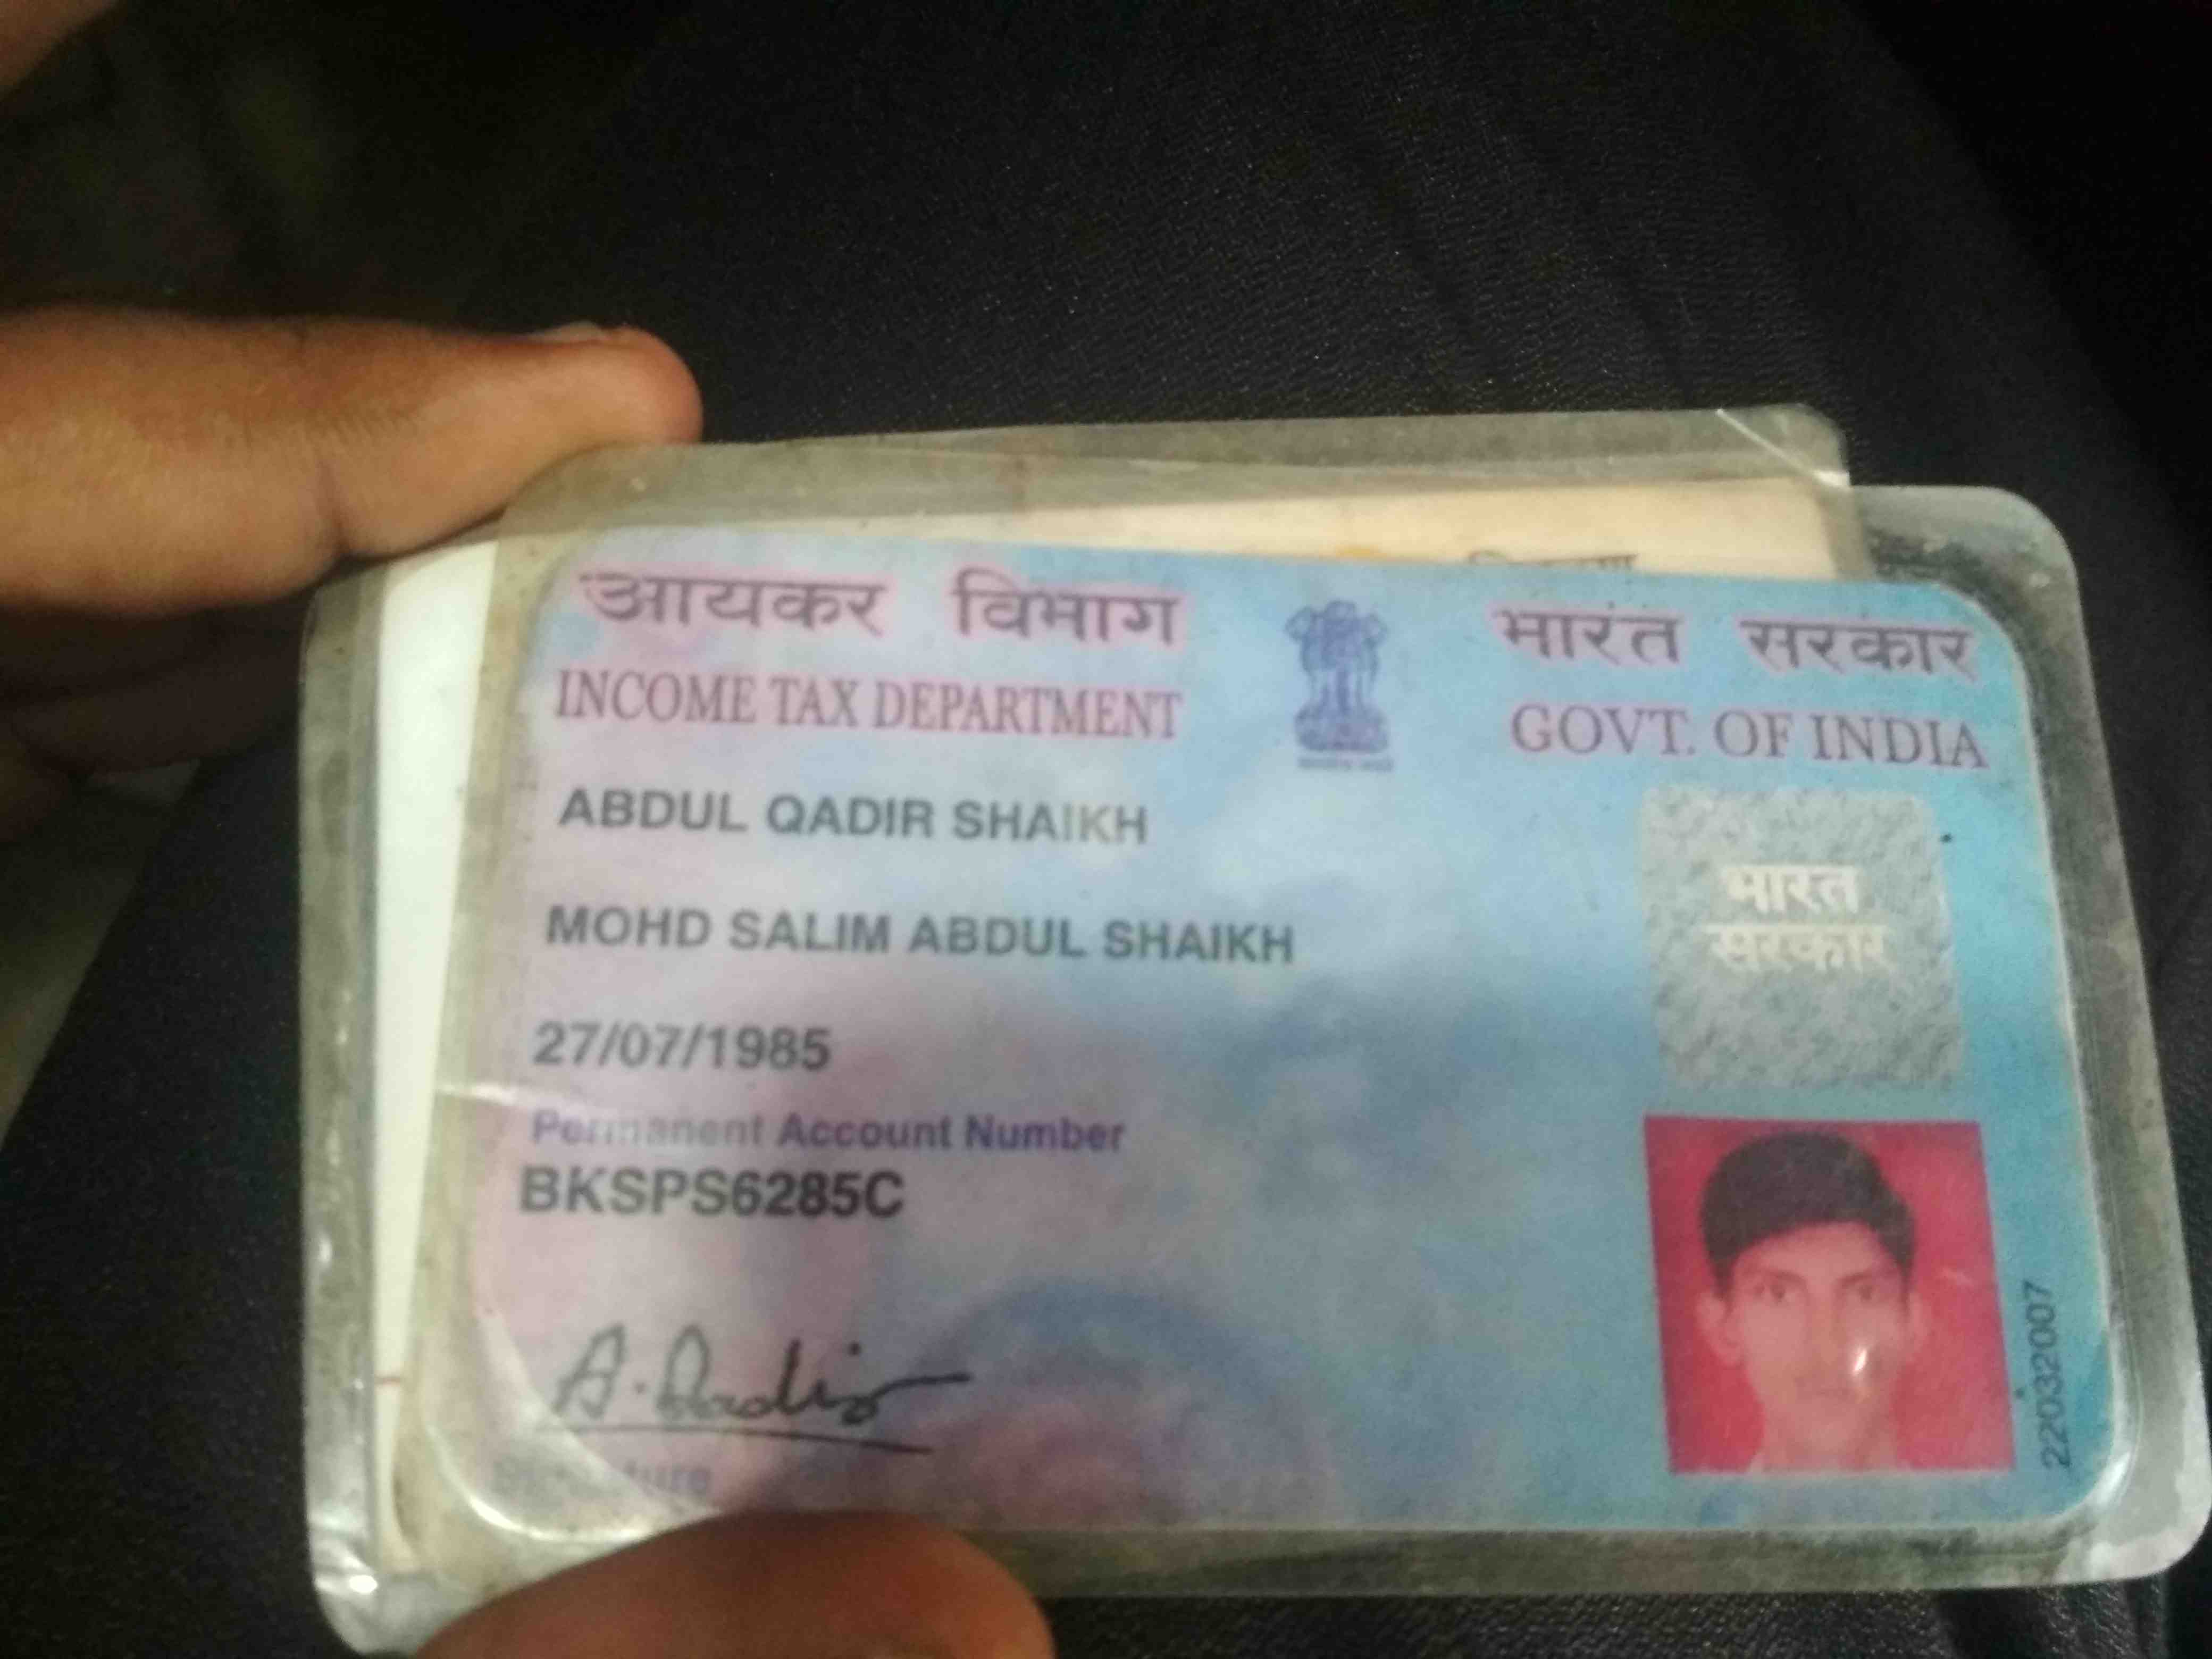 आयकर विभाग
INCOME TAX DEPARTMENT
भारत सरकार
GOVT. OF INDIA
ABDUL QADIR SHAIKH
MOHD SALIM ABDUL SHAIKH
27/07/1985
Permanent Account Number
BKSPS6285C
A. Qadir
Signature
भारत
सरकार
22032007